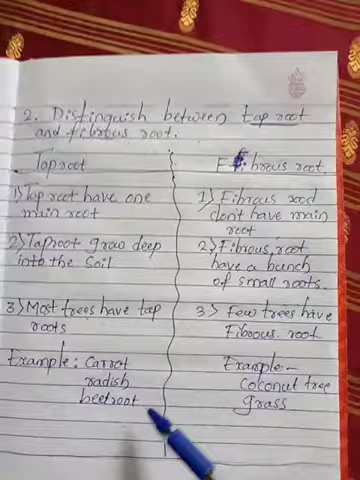 2. Distinguish between tap root
and fibrous root.
Taproot
1) Tap root have one
main root
2) Taproot grow deep
into the Soil
3) Most trees have tap
roots
Example: Carrot
radish
beetroot
Fibrous root.
1) Fibrous rood
don't have main
root
2) Fibrous, root
have a bunch
of small roots.
3) Few trees have
Fibrous. root
Example -
Coconut tree
grass